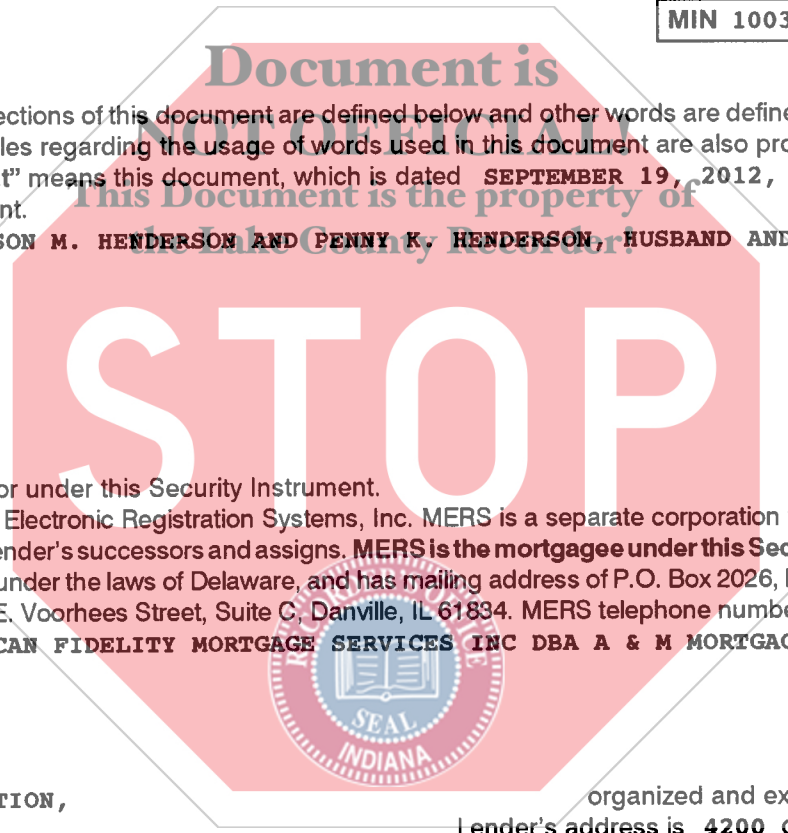 MIN 1003
Document is
ections of this document are defined below and other words are define
NOT OFFICIAL!
les regarding the usage of words used in this document are also pro
t” means this document, which is dated SEPTEMBER 19, 2012,
This Document is the property of
nt.
SON M. HENDERSON AND PENNY K. HENDERSON, HUSBAND AND
the Lake County Recorder!
STOP
or under this Security Instrument.
Electronic Registration Systems, Inc. MERS is a separate corporation
ender's successors and assigns. MERS is the mortgagee under this Sec
under the laws of Delaware, and has mailing address of P.O. Box 2026,
E. Voorhees Street, Suite C, Danville, IL 61834. MERS telephone numbe
CAN FIDELITY MORTGAGE SERVICES INC DBA A & M MORTGAG
RECORDER'S OFFICE
SEAL
INDIANA
TION,
organized and ex
Lender's address is 4200